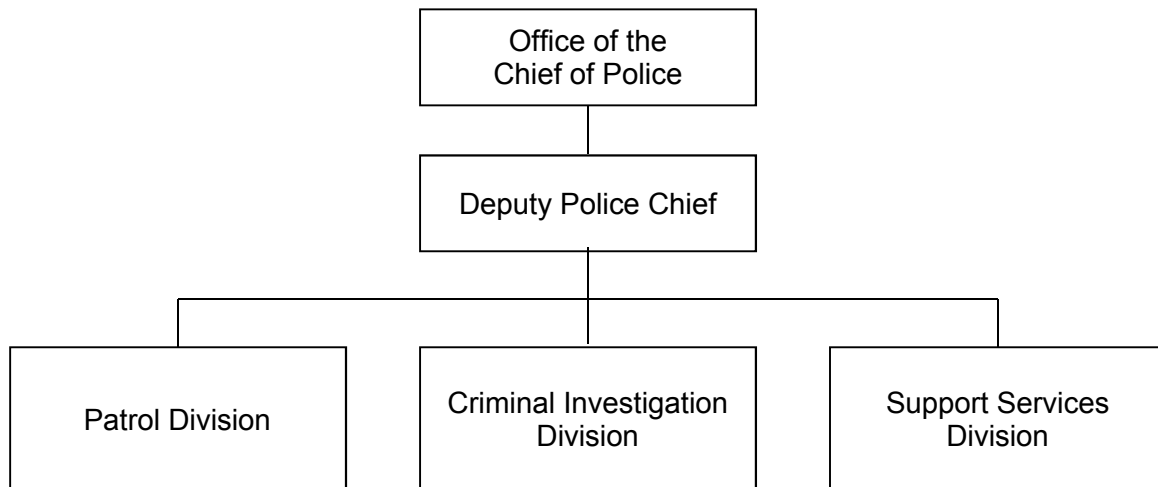 Office of the
Chief of Police
Deputy Police Chief
Patrol Division
Criminal Investigation
Division
Support Services
Division